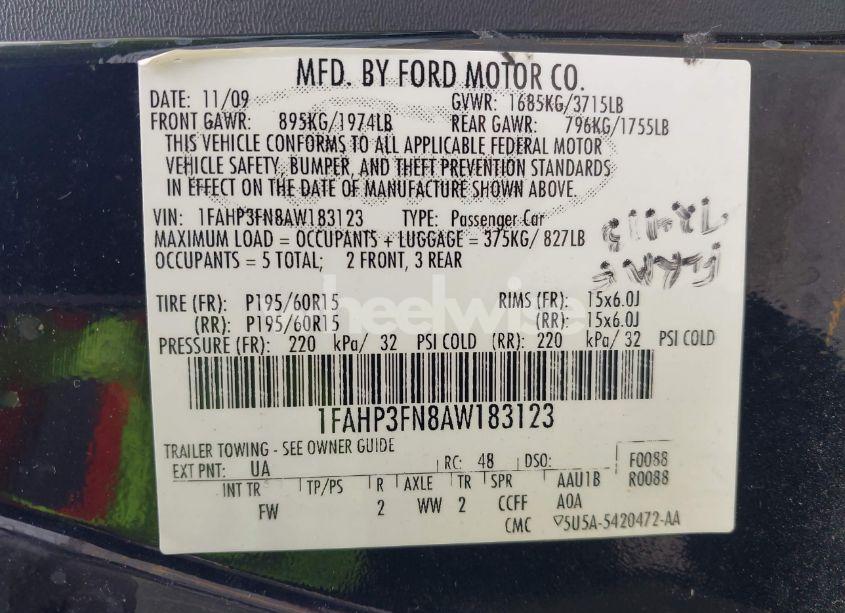 MFD. BY FORD MOTOR CO.
DATE: 11/09 GVWR: 1685KG/3715LB
FRONT GAWR: 895KG/1974LB REAR GAWR: 796KG/1755LB
THIS VEHICLE CONFORMS TO ALL APPLICABLE FEDERAL MOTOR
VEHICLE SAFETY, BUMPER, AND THEFT PREVENTION STANDARDS
IN EFFECT ON THE DATE OF MANUFACTURE SHOWN ABOVE.
VIN: 1FAHP3FN8AW183123 TYPE: Passenger Car
MAXIMUM LOAD = OCCUPANTS + LUGGAGE = 375KG/ 827LB
OCCUPANTS = 5 TOTAL; 2 FRONT, 3 REAR
TIRE (FR): P195/60R15 RIMS (FR): 15x6.0J
(RR): P195/60R15 (RR): 15x6.0J
PRESSURE (FR): 220 kPa/ 32 PSI COLD (RR): 220 kPa/ 32 PSI COLD
wheelwise
1FAHP3FN8AW183123
TRAILER TOWING - SEE OWNER GUIDE
EXT PNT: UA RC: 48 DSO: F0088
R0088
INT TR TP/PS R AXLE TR SPR AAU1B
FW 2 WW 2 CCFF A0A
CMC ▽5U5A-5420472-AA